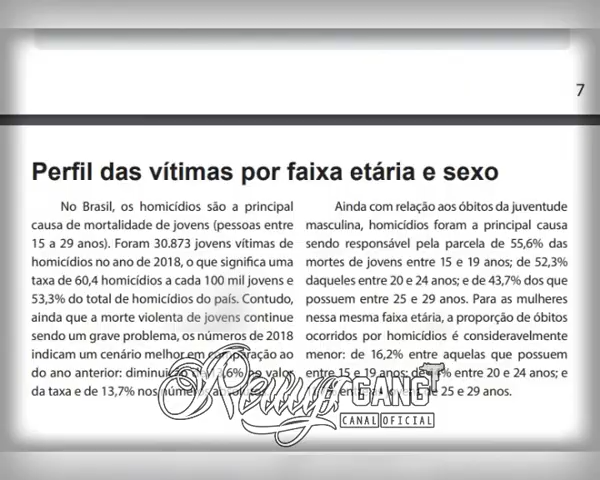 7
Perfil das vítimas por faixa etária e sexo
No Brasil, os homicídios são a principal
causa de mortalidade de jovens (pessoas entre
15 a 29 anos). Foram 30.873 jovens vítimas de
homicídios no ano de 2018, o que significa uma
taxa de 60,4 homicídios a cada 100 mil jovens e
53,3% do total de homicídios do país. Contudo,
ainda que a morte violenta de jovens continue
sendo um grave problema, os números de 2018
indicam um cenário melhor em comparação ao
do ano anterior: diminuição 13,6% no valor
da taxa e de 13,7% nos números
Ainda com relação aos óbitos da juventude
masculina, homicídios foram a principal causa
sendo responsável pela parcela de 55,6% das
mortes de jovens entre 15 e 19 anos; de 52,3%
daqueles entre 20 e 24 anos; e de 43,7% dos que
possuem entre 25 e 29 anos. Para as mulheres
nessa mesma faixa etária, a proporção de óbitos
ocorridos por homicídios é consideravelmente
menor: de 16,2% entre aquelas que possuem
entre 15 e 19 anos; de entre 20 e 24 anos; e
25 e 29 anos.
GANG T
CANAL OFICIAL